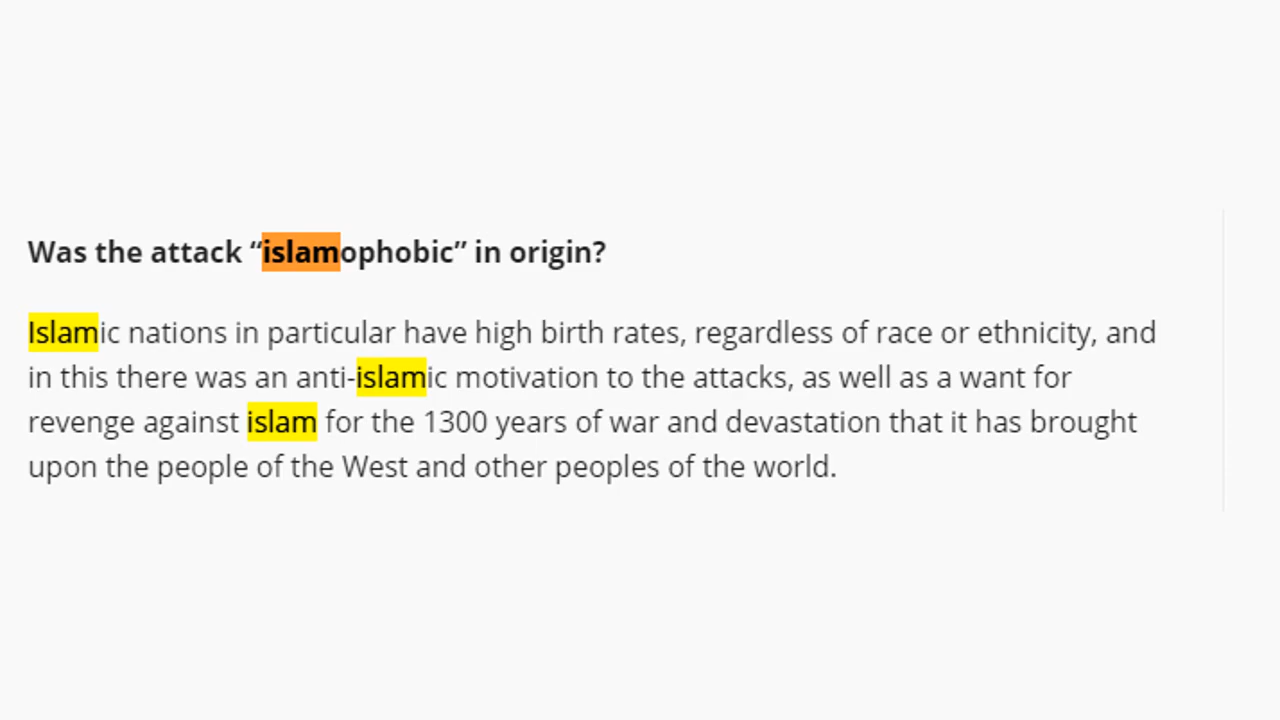 Was the attack “islamophobic” in origin?
Islamic nations in particular have high birth rates, regardless of race or ethnicity, and
in this there was an anti-islamic motivation to the attacks, as well as a want for
revenge against islam for the 1300 years of war and devastation that it has brought
upon the people of the West and other peoples of the world.